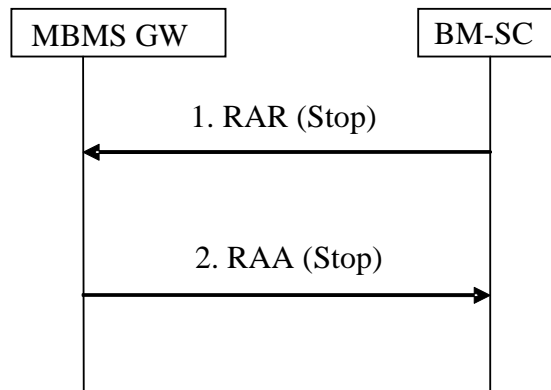 MBMS GW
BM-SC
1. RAR (Stop)
2. RAA (Stop)